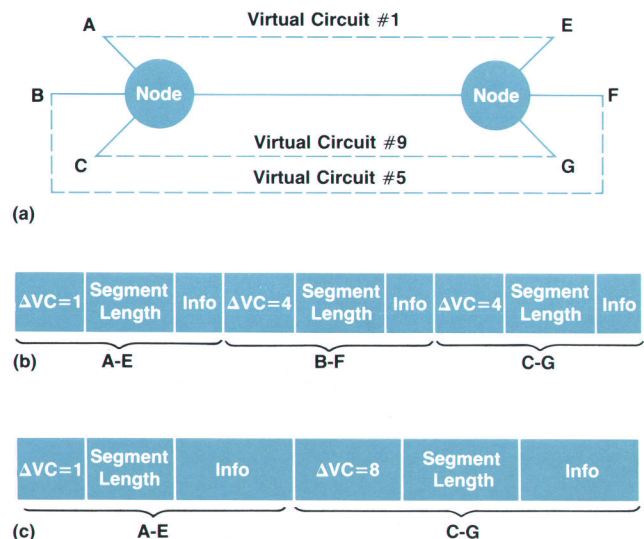 A Virtual Circuit #1 E
B Node Node F
C Virtual Circuit #9 G
Virtual Circuit #5
(a)
ΔVC=1 Segment Length Info ΔVC=4 Segment Length Info ΔVC=4 Segment Length Info
(b) A-E B-F C-G
ΔVC=1 Segment Length Info ΔVC=8 Segment Length Info
(c) A-E C-G